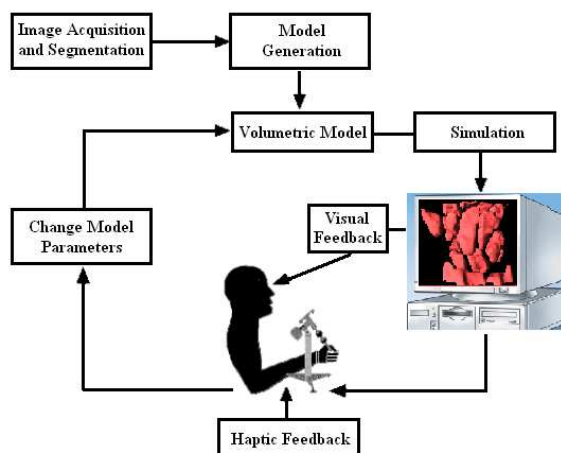 Image Acquisition
and Segmentation
Model
Generation
Volumetric Model
Simulation
Change Model
Parameters
Visual
Feedback
Haptic Feedback